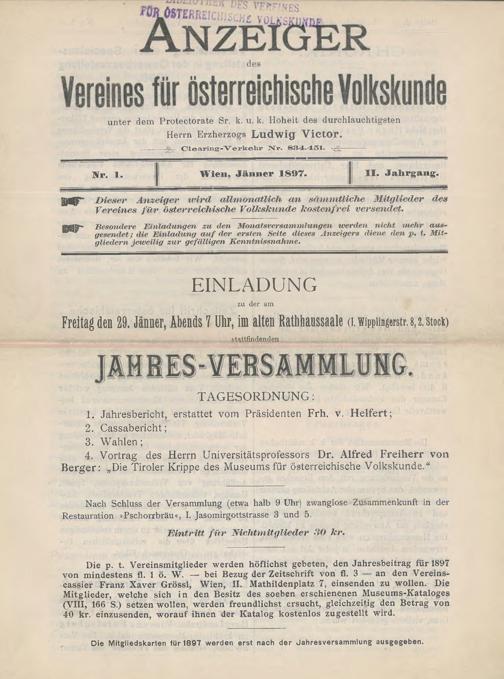 BIBLIOTHEK DES VEREINES
FÜR ÖSTERREICHISCHE VOLKSKUNDE
ANZEIGER
des
Vereines für österreichische Volkskunde
unter dem Protectorate Sr. k. u. k. Hoheit des durchlauchtigsten
Herrn Erzherzogs Ludwig Victor.
Clearing-Verkehr Nr. 834.451.
Nr. 1. Wien, Jänner 1897. II. Jahrgang.
Dieser Anzeiger wird allmonatlich an sämmtliche Mitglieder des
Vereines für österreichische Volkskunde kostenfrei versendet.
Besondere Einladungen zu den Monatsversammlungen werden nicht mehr aus-
gesendet; die Einladung auf der ersten Seite dieses Anzeigers diene den p. t. Mit-
gliedern jeweilig zur gefälligen Kenntnissnahme.
EINLADUNG
zu der am
Freitag den 29. Jänner, Abends 7 Uhr, im alten Rathhaussaale (I. Wipplingerstr. 8, 2. Stock)
stattfindenden
JAHRES-VERSAMMLUNG.
TAGESORDNUNG:
1. Jahresbericht, erstattet vom Präsidenten Frh. v. Helfert;
2. Cassabericht;
3. Wahlen;
4. Vortrag des Herrn Universitätsprofessors Dr. Alfred Freiherr von
Berger: „Die Tiroler Krippe des Museums für österreichische Volkskunde."
Nach Schluss der Versammlung (etwa halb 9 Uhr) zwanglose Zusammenkunft in der
Restauration »Pschorrbräu«, I. Jasomirgottstrasse 3 und 5.
Eintritt für Nichtmitglieder 30 kr.
Die p. t. Vereinsmitglieder werden höflichst gebeten, den Jahresbeitrag für 1897
von mindestens fl. 1 ö. W. — bei Bezug der Zeitschrift von fl. 3 — an den Vereins-
cassier Franz Xaver Grössl, Wien, II. Mathildenplatz 7, einsenden zu wollen. Die
Mitglieder, welche sich in den Besitz des soeben erschienenen Museums-Kataloges
(VIII, 166 S.) setzen wollen, werden freundlichst ersucht, gleichzeitig den Betrag von
40 kr. einzusenden, worauf ihnen der Katalog kostenlos zugestellt wird.
Die Mitgliedskarten für 1897 werden erst nach der Jahresversammlung ausgegeben.